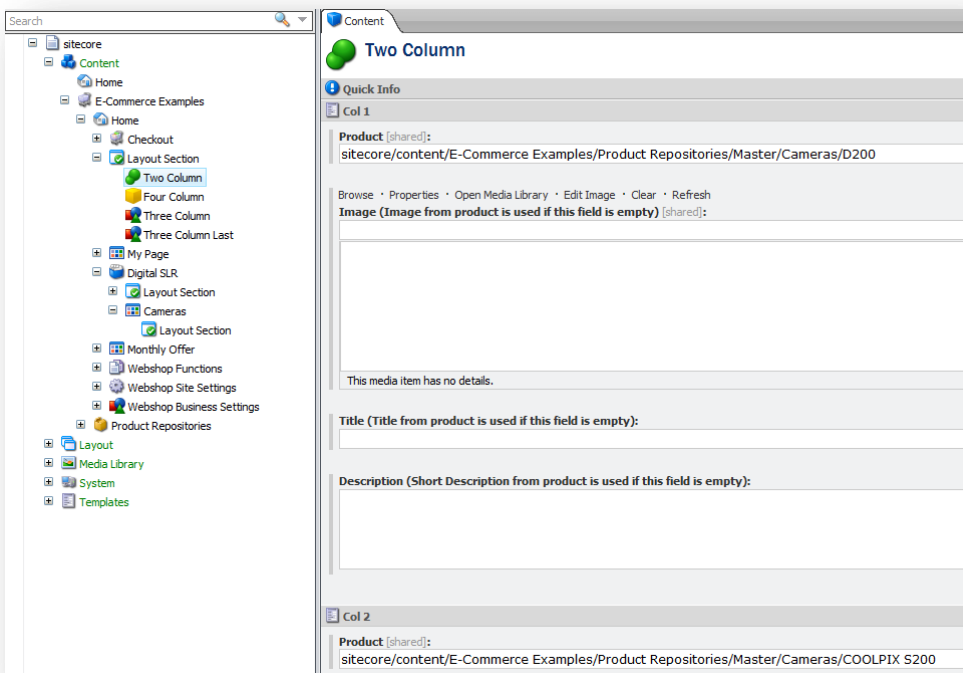 Search
sitecore
Content
Home
E-Commerce Examples
Home
Checkout
Layout Section
Two Column
Four Column
Three Column
Three Column Last
My Page
Digital SLR
Layout Section
Cameras
Layout Section
Monthly Offer
Webshop Functions
Webshop Site Settings
Webshop Business Settings
Product Repositories
Layout
Media Library
System
Templates
Content
Two Column
Quick Info
Col 1
Product [shared]:
sitecore/content/E-Commerce Examples/Product Repositories/Master/Cameras/D200
Browse · Properties · Open Media Library · Edit Image · Clear · Refresh
Image (Image from product is used if this field is empty) [shared]:
This media item has no details.
Title (Title from product is used if this field is empty):
Description (Short Description from product is used if this field is empty):
Col 2
Product [shared]:
sitecore/content/E-Commerce Examples/Product Repositories/Master/Cameras/COOLPIX S200